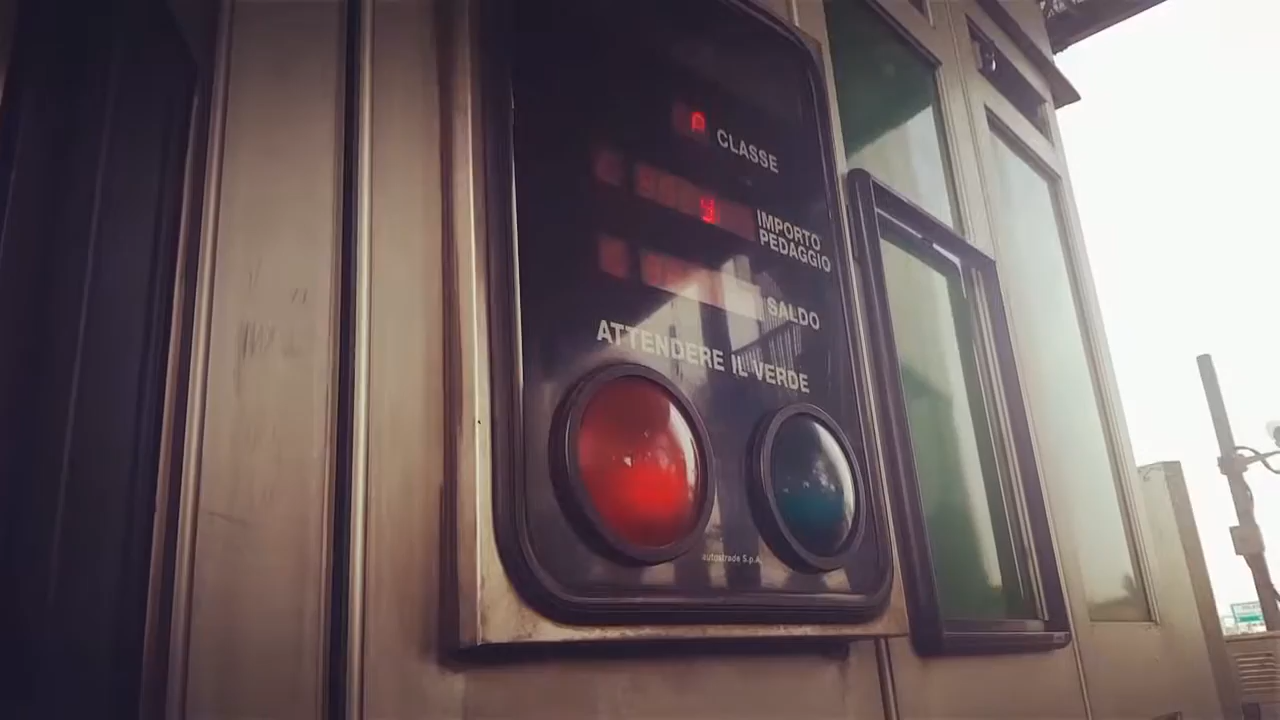 A CLASSE
IMPORTO
PEDAGGIO
SALDO
ATTENDERE IL VERDE
autostrade S.p.A.